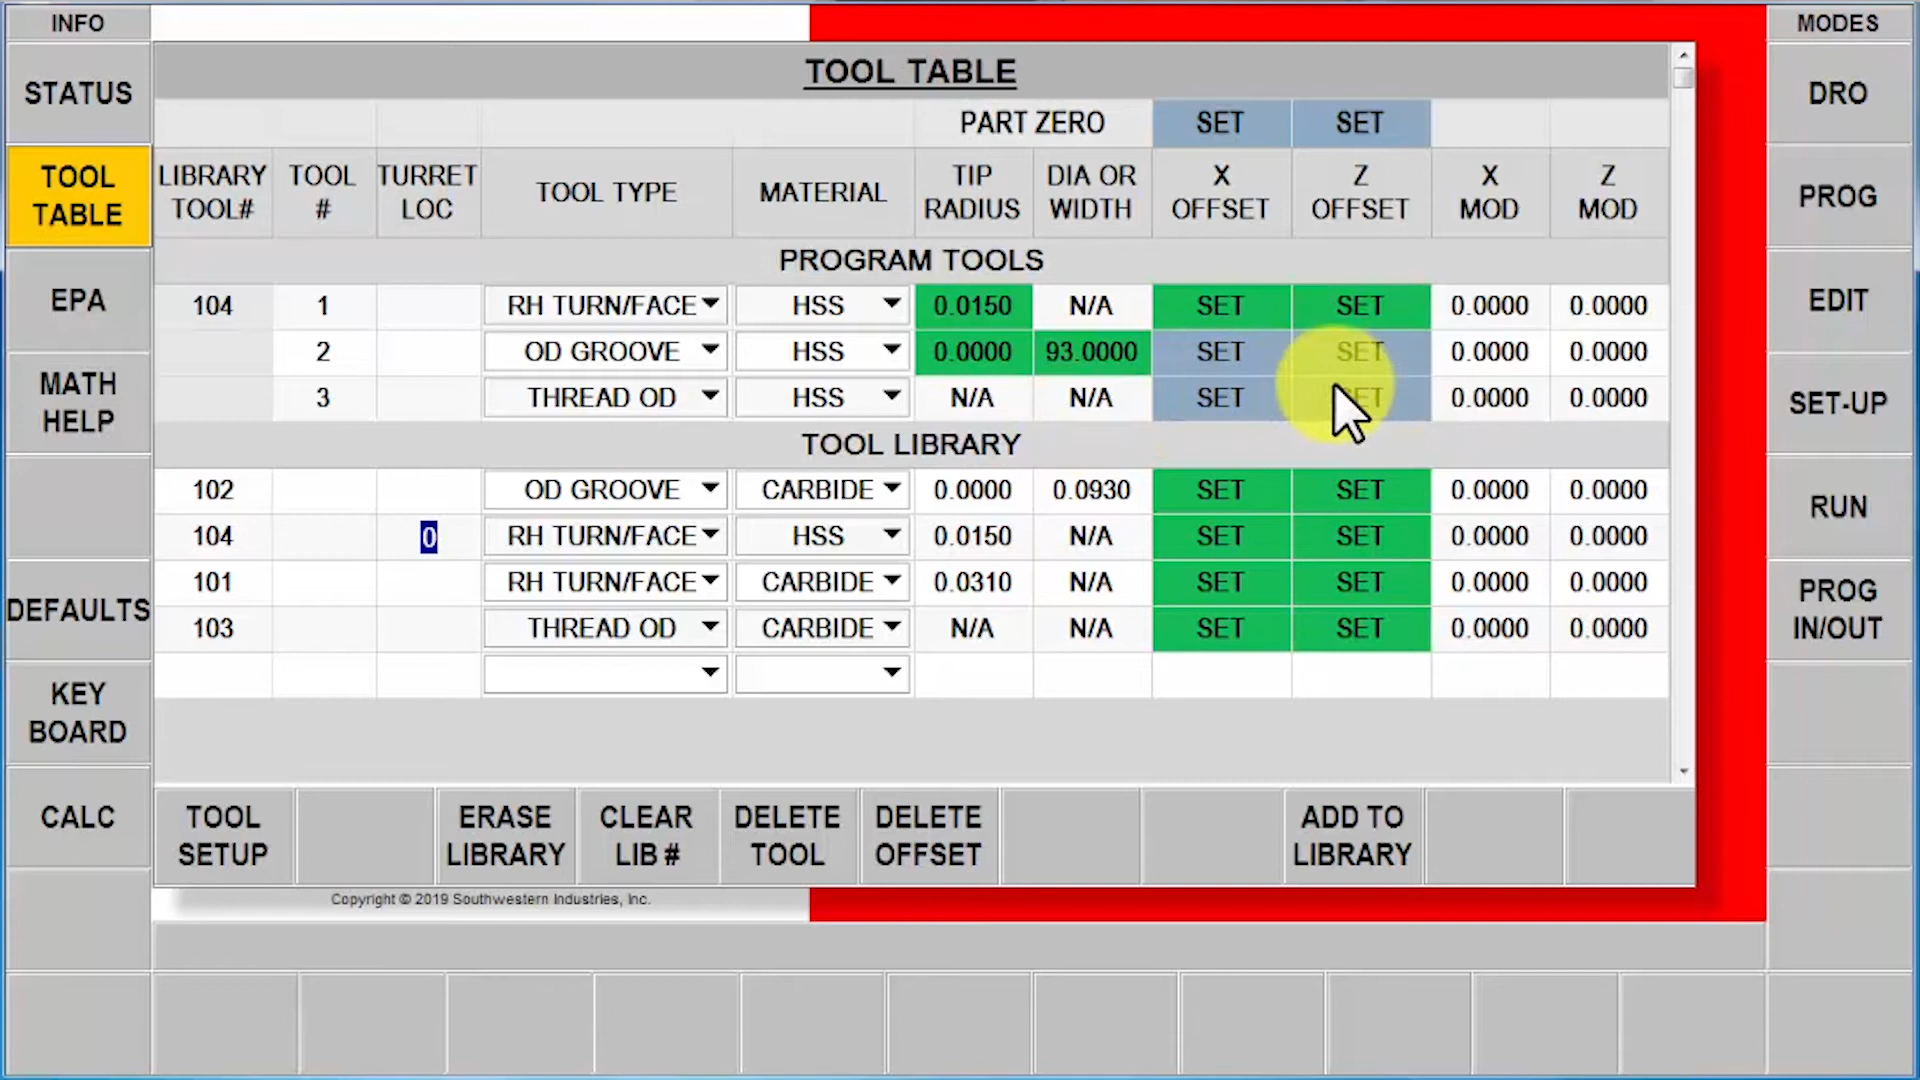 INFO
MODES
STATUS
TOOL TABLE
EPA
MATH HELP
DEFAULTS
KEY BOARD
CALC
TOOL TABLE
PART ZERO SET SET
LIBRARY TOOL# TOOL # TURRET LOC TOOL TYPE MATERIAL TIP RADIUS DIA OR WIDTH X OFFSET Z OFFSET X MOD Z MOD
PROGRAM TOOLS
104 1 RH TURN/FACE HSS 0.0150 N/A SET SET 0.0000 0.0000
2 OD GROOVE HSS 0.0000 93.0000 SET SET 0.0000 0.0000
3 THREAD OD HSS N/A N/A SET SET 0.0000 0.0000
TOOL LIBRARY
102 OD GROOVE CARBIDE 0.0000 0.0930 SET SET 0.0000 0.0000
104 0 RH TURN/FACE HSS 0.0150 N/A SET SET 0.0000 0.0000
101 RH TURN/FACE CARBIDE 0.0310 N/A SET SET 0.0000 0.0000
103 THREAD OD CARBIDE N/A N/A SET SET 0.0000 0.0000
TOOL SETUP
ERASE LIBRARY
CLEAR LIB #
DELETE TOOL
DELETE OFFSET
ADD TO LIBRARY
Copyright © 2019 Southwestern Industries, Inc.
DRO
PROG
EDIT
SET-UP
RUN
PROG IN/OUT